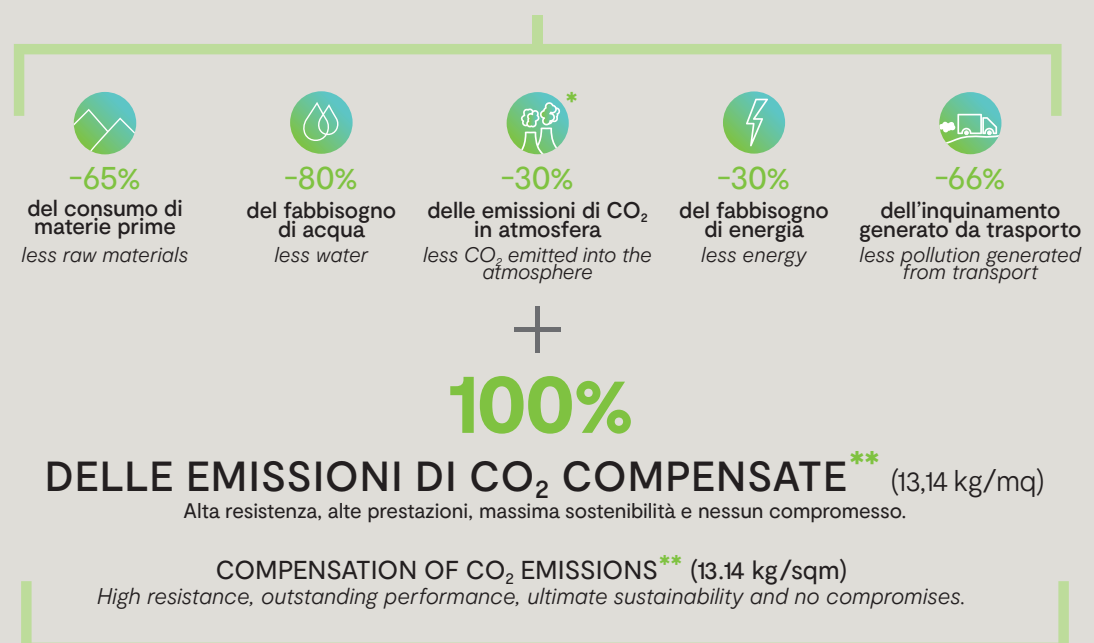 *
-65%
del consumo di
materie prime
less raw materials
-80%
del fabbisogno
di acqua
less water
-30%
delle emissioni di CO₂
in atmosfera
less CO₂ emitted into the
atmosphere
-30%
del fabbisogno
di energia
less energy
-66%
dell'inquinamento
generato da trasporto
less pollution generated
from transport
+
100%
DELLE EMISSIONI DI CO₂ COMPENSATE** (13,14 kg/mq)
Alta resistenza, alte prestazioni, massima sostenibilità e nessun compromesso.
COMPENSATION OF CO₂ EMISSIONS** (13.14 kg/sqm)
High resistance, outstanding performance, ultimate sustainability and no compromises.